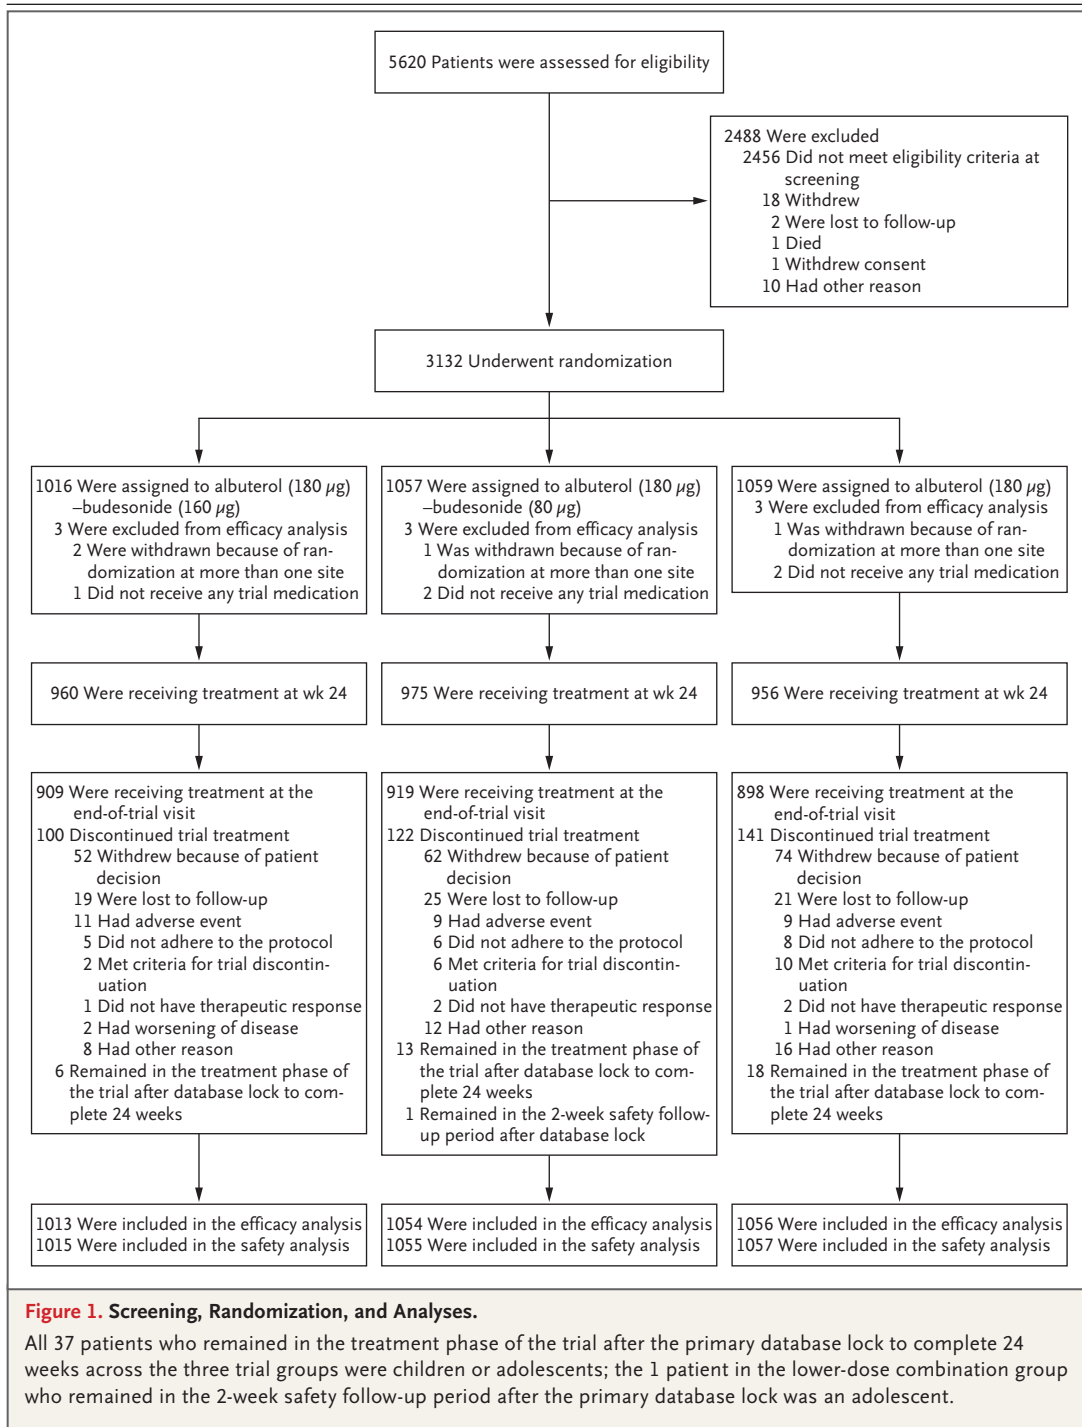 5620 Patients were assessed for eligibility
2488 Were excluded
2456 Did not meet eligibility criteria at
screening
18 Withdrew
2 Were lost to follow-up
1 Died
1 Withdrew consent
10 Had other reason
3132 Underwent randomization
1016 Were assigned to albuterol (180 µg)
–budesonide (160 µg)
3 Were excluded from efficacy analysis
2 Were withdrawn because of ran-
domization at more than one site
1 Did not receive any trial medication
1057 Were assigned to albuterol (180 µg)
–budesonide (80 µg)
3 Were excluded from efficacy analysis
1 Was withdrawn because of ran-
domization at more than one site
2 Did not receive any trial medication
1059 Were assigned to albuterol (180 µg)
3 Were excluded from efficacy analysis
1 Was withdrawn because of ran-
domization at more than one site
2 Did not receive any trial medication
960 Were receiving treatment at wk 24
975 Were receiving treatment at wk 24
956 Were receiving treatment at wk 24
909 Were receiving treatment at the
end-of-trial visit
100 Discontinued trial treatment
52 Withdrew because of patient
decision
19 Were lost to follow-up
11 Had adverse event
5 Did not adhere to the protocol
2 Met criteria for trial discontin-
uation
1 Did not have therapeutic response
2 Had worsening of disease
8 Had other reason
6 Remained in the treatment phase of
the trial after database lock to com-
plete 24 weeks
919 Were receiving treatment at the
end-of-trial visit
122 Discontinued trial treatment
62 Withdrew because of patient
decision
25 Were lost to follow-up
9 Had adverse event
6 Did not adhere to the protocol
6 Met criteria for trial discontin-
uation
2 Did not have therapeutic response
12 Had other reason
13 Remained in the treatment phase of
the trial after database lock to com-
plete 24 weeks
1 Remained in the 2-week safety follow-
up period after database lock
898 Were receiving treatment at the
end-of-trial visit
141 Discontinued trial treatment
74 Withdrew because of patient
decision
21 Were lost to follow-up
9 Had adverse event
8 Did not adhere to the protocol
10 Met criteria for trial discontin-
uation
2 Did not have therapeutic response
1 Had worsening of disease
16 Had other reason
18 Remained in the treatment phase of
the trial after database lock to com-
plete 24 weeks
1013 Were included in the efficacy analysis
1015 Were included in the safety analysis
1054 Were included in the efficacy analysis
1055 Were included in the safety analysis
1056 Were included in the efficacy analysis
1057 Were included in the safety analysis
Figure 1. Screening, Randomization, and Analyses.
All 37 patients who remained in the treatment phase of the trial after the primary database lock to complete 24
weeks across the three trial groups were children or adolescents; the 1 patient in the lower-dose combination group
who remained in the 2-week safety follow-up period after the primary database lock was an adolescent.